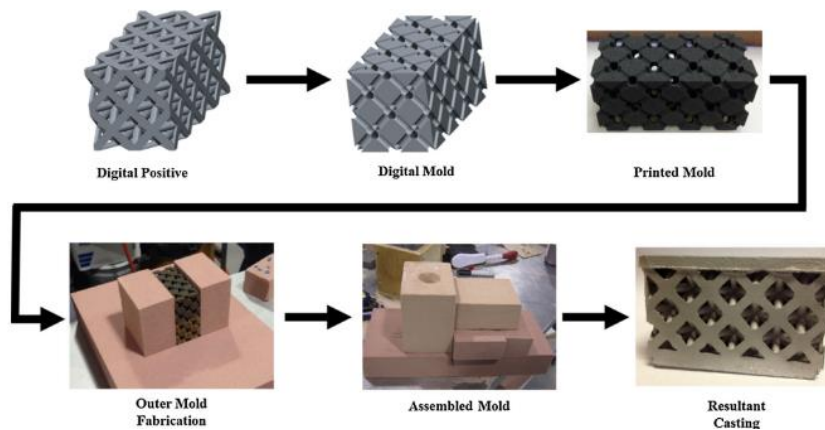 Digital Positive
Digital Mold
Printed Mold
Outer Mold
Fabrication
Assembled Mold
Resultant
Casting